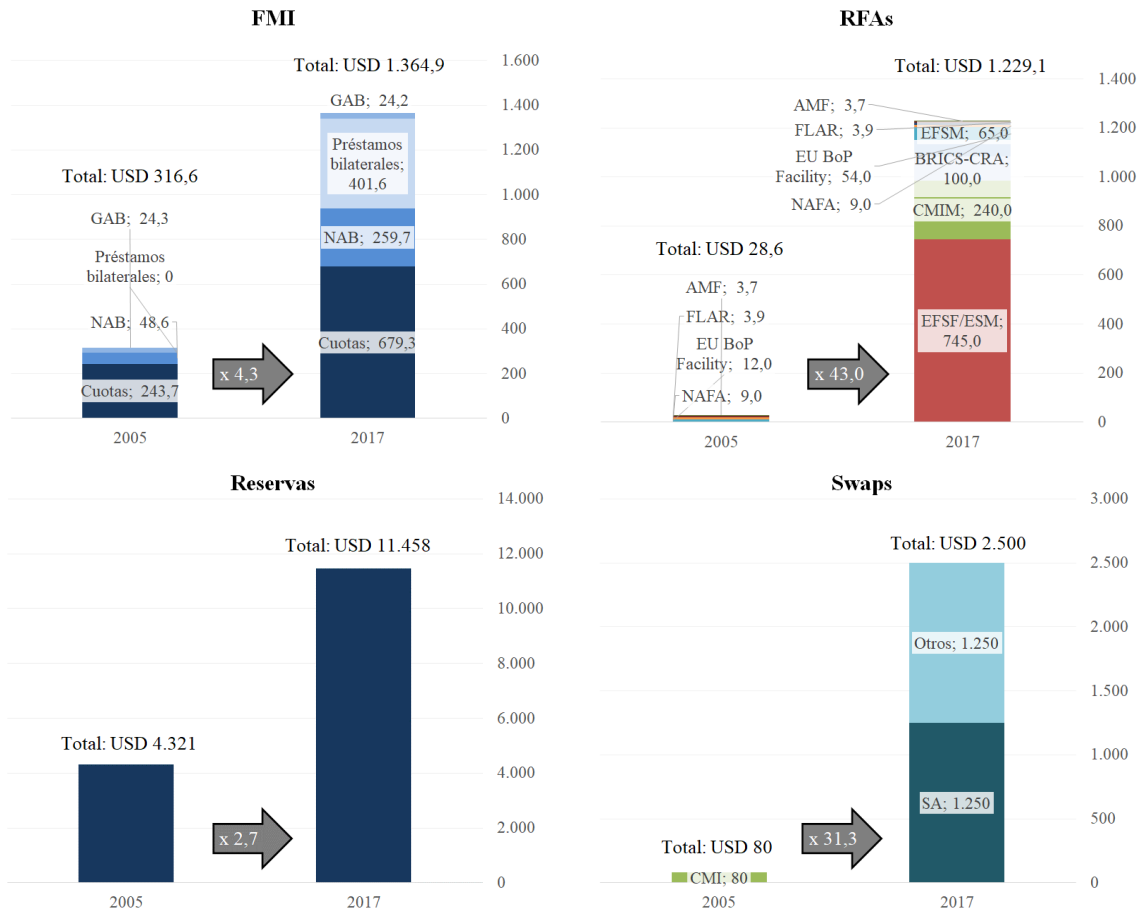 FMI
Total: USD 1.364,9
1.600
GAB; 24,2
1.400
Préstamos
bilaterales;
401,6
1.200
Total: USD 316,6
1.000
GAB; 24,3
800
Préstamos
bilaterales; 0
NAB; 259,7
600
NAB; 48,6
400
Cuotas; 679,3
x 4,3
Cuotas; 243,7
200
0
2005
2017
RFAs
Total: USD 1.229,1
1.400
AMF; 3,7
FLAR; 3,9
EFSM; 65,0
1.200
EU BoP
Facility; 54,0
BRICS-CRA;
100,0
1.000
NAFA; 9,0
CMIM; 240,0
800
Total: USD 28,6
600
AMF; 3,7
FLAR; 3,9
EFSF/ESM;
745,0
400
EU BoP
Facility; 12,0
x 43,0
NAFA; 9,0
200
0
2005
2017
Reservas
14.000
Total: USD 11.458
12.000
10.000
8.000
6.000
Total: USD 4.321
4.000
x 2,7
2.000
0
2005
2017
Swaps
3.000
Total: USD 2.500
2.500
Otros; 1.250
2.000
1.500
1.000
SA; 1.250
x 31,3
Total: USD 80
500
CMI; 80
0
2005
2017